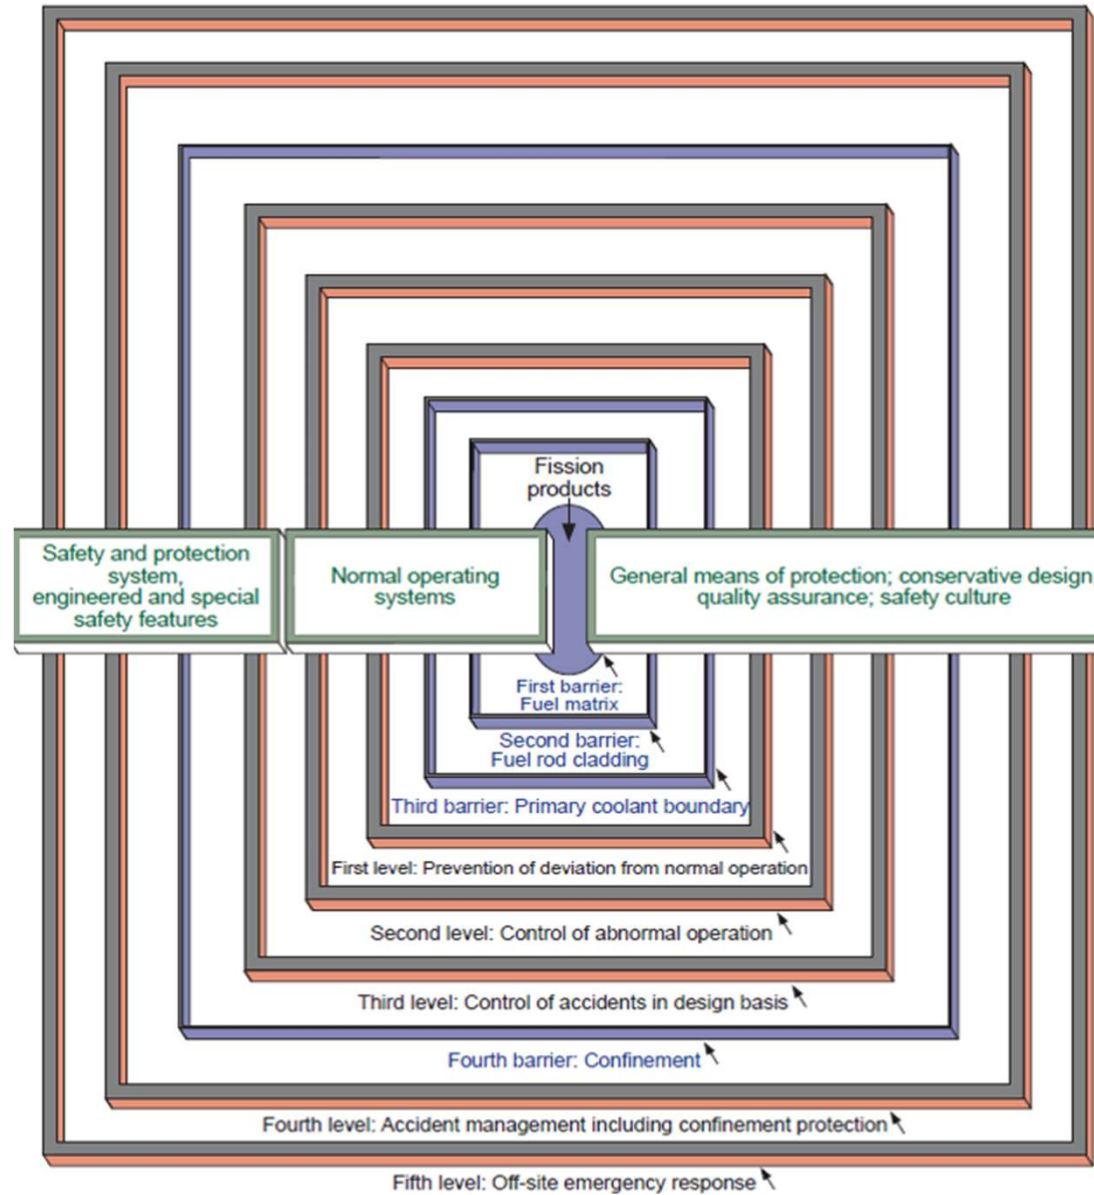 Fission
products
Safety and protection
system,
engineered and special
safety features
Normal operating
systems
General means of protection; conservative design
quality assurance; safety culture
First barrier:
Fuel matrix
Second barrier:
Fuel rod cladding
Third barrier: Primary coolant boundary
First level: Prevention of deviation from normal operation
Second level: Control of abnormal operation
Third level: Control of accidents in design basis
Fourth barrier: Confinement
Fourth level: Accident management including confinement protection
Fifth level: Off-site emergency response